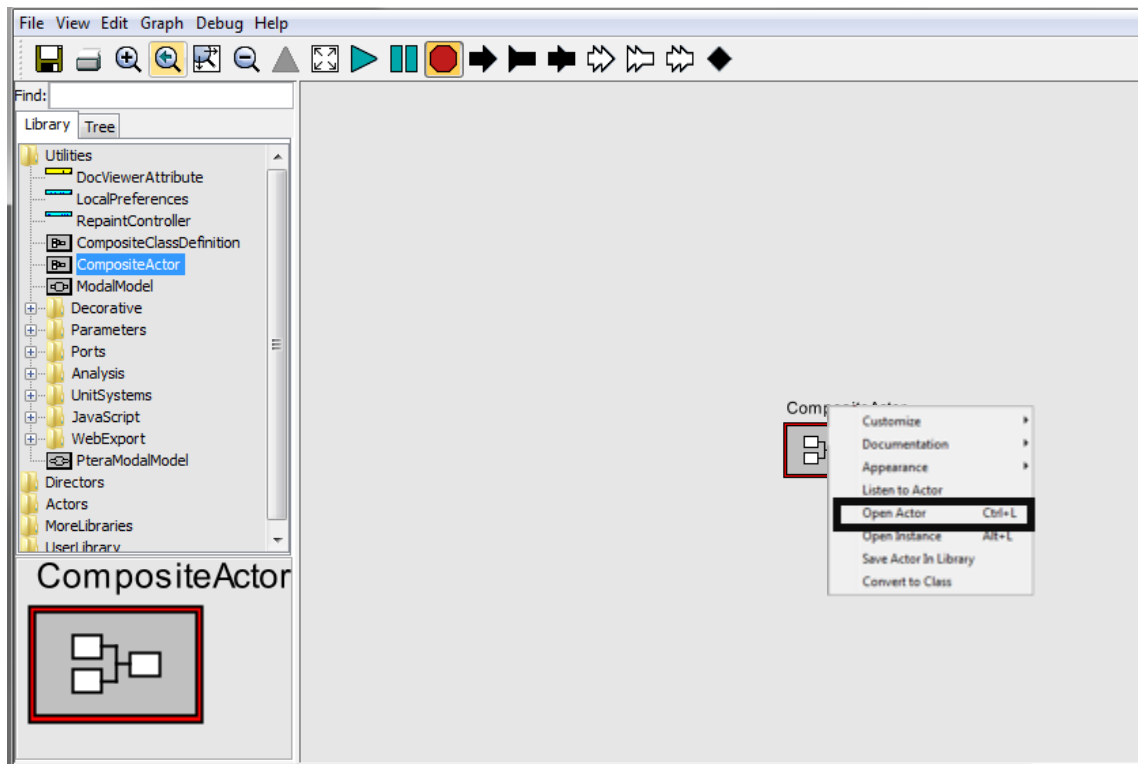 File View Edit Graph Debug Help
Find:
Library Tree
Utilities
DocViewerAttribute
LocalPreferences
RepaintController
CompositeClassDefinition
CompositeActor
ModalModel
Decorative
Parameters
Ports
Analysis
UnitSystems
JavaScript
WebExport
PteraModalModel
Directors
Actors
MoreLibraries
UserLibrary
CompositeActor
CompositeActor
Customize
Documentation
Appearance
Listen to Actor
Open Actor Ctrl+L
Open Instance Alt+L
Save Actor In Library
Convert to Class